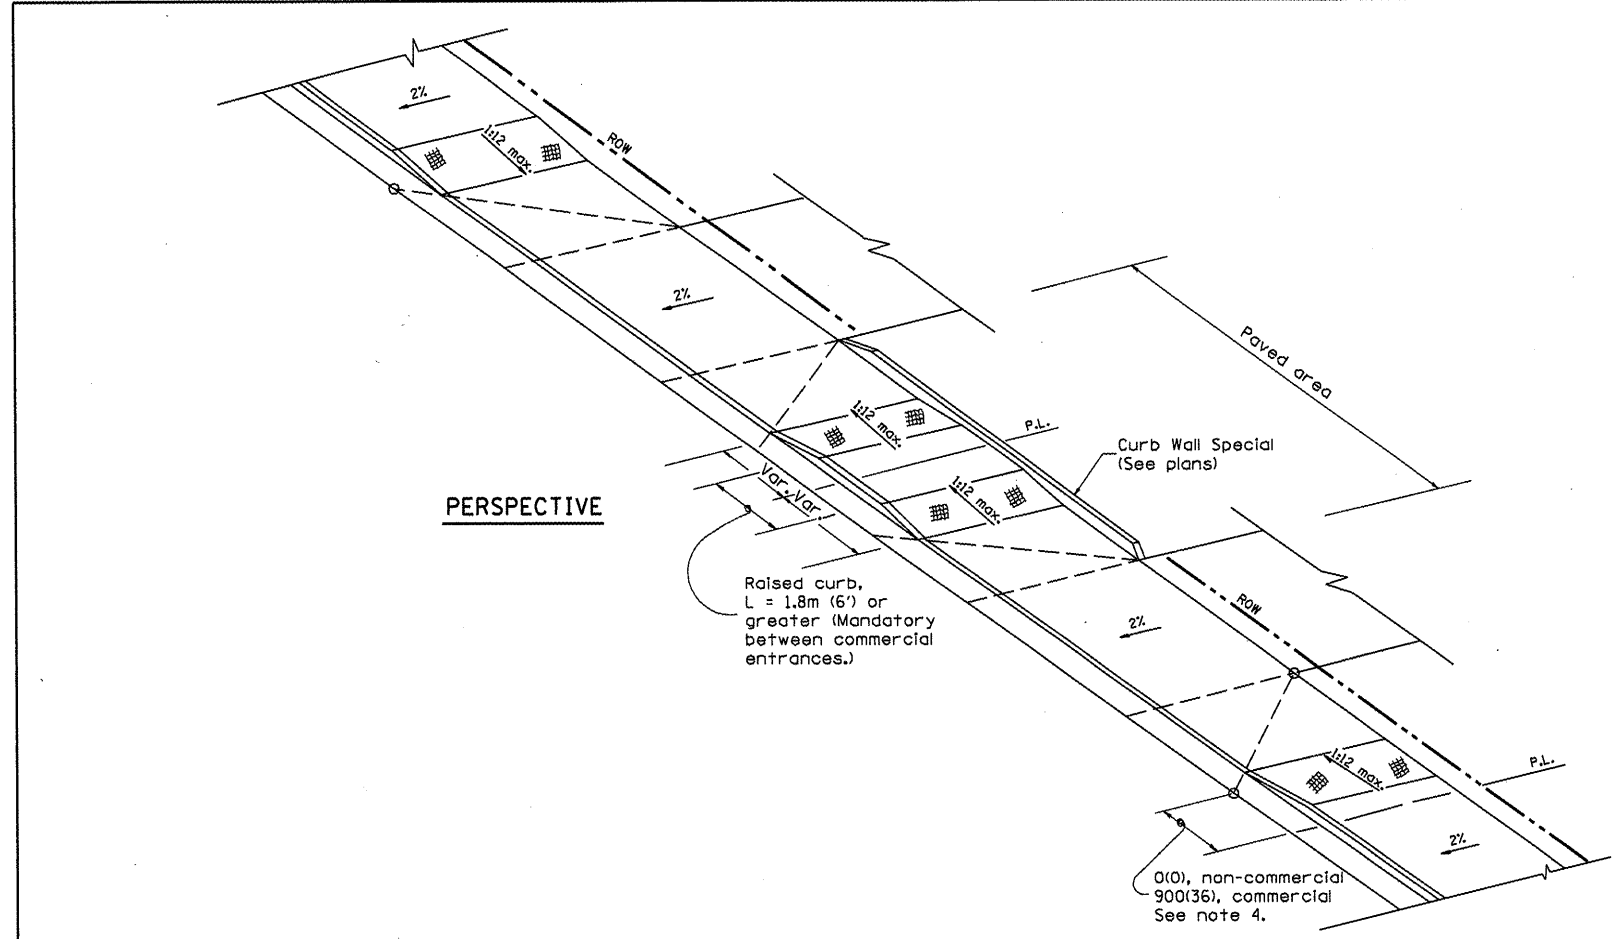 2%
1:12 max.
ROW
2%
Paved area
1:12 max.
P.L.
Curb Wall Special
(See plans)
1:12 max.
Var.
Var.
PERSPECTIVE
Raised curb,
L = 1.8m (6') or
greater (Mandatory
between commercial
entrances.)
ROW
2%
1:12 max.
P.L.
2%
0(0), non-commercial
900(36), commercial
See note 4.